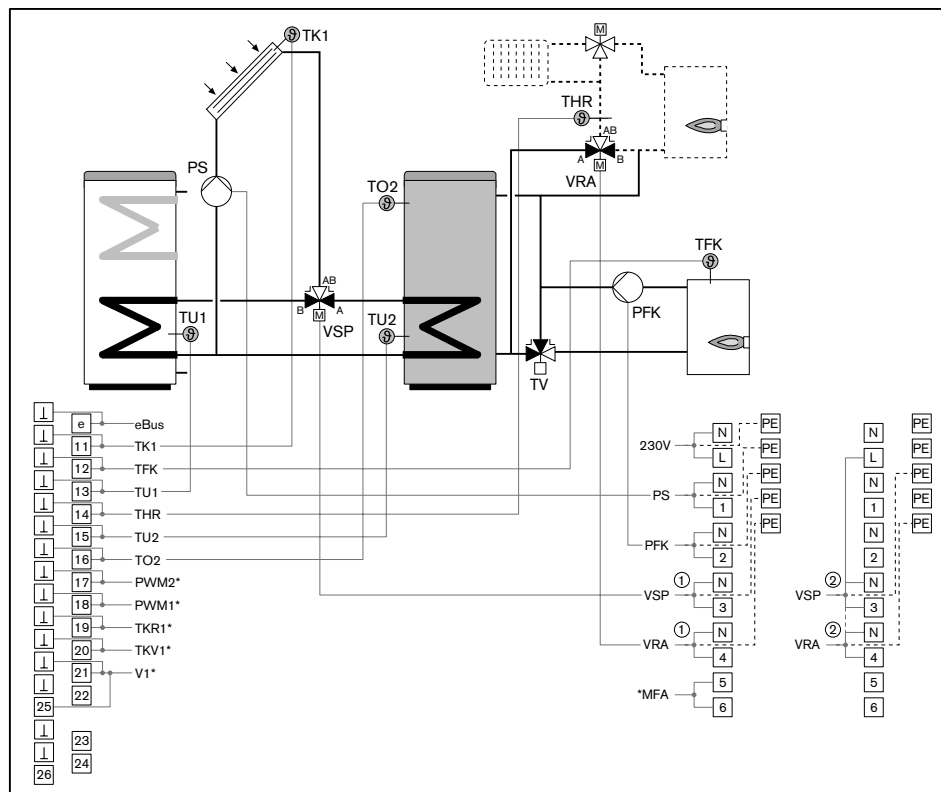 TK1
M
THR
AB
A B
M
VRA
PS
TO2
TFK
AB
B A
M
VSP
PFK
TU1
TU2
TV
⊥
e eBus
⊥
11 TK1
⊥
12 TFK
⊥
13 TU1
⊥
14 THR
⊥
15 TU2
⊥
16 TO2
⊥
17 PWM2*
⊥
18 PWM1*
⊥
19 TKR1*
⊥
20 TKV1*
⊥
21 V1*
⊥
22
25
⊥
23
⊥
24
26
230V N PE
L PE
PS N PE
1 PE
PFK N PE
2
VSP ① N
3
VRA ① N
4
*MFA 5
6
N PE
L PE
N PE
1 PE
N PE
2
VSP ② N
3
VRA ② N
4
5
6